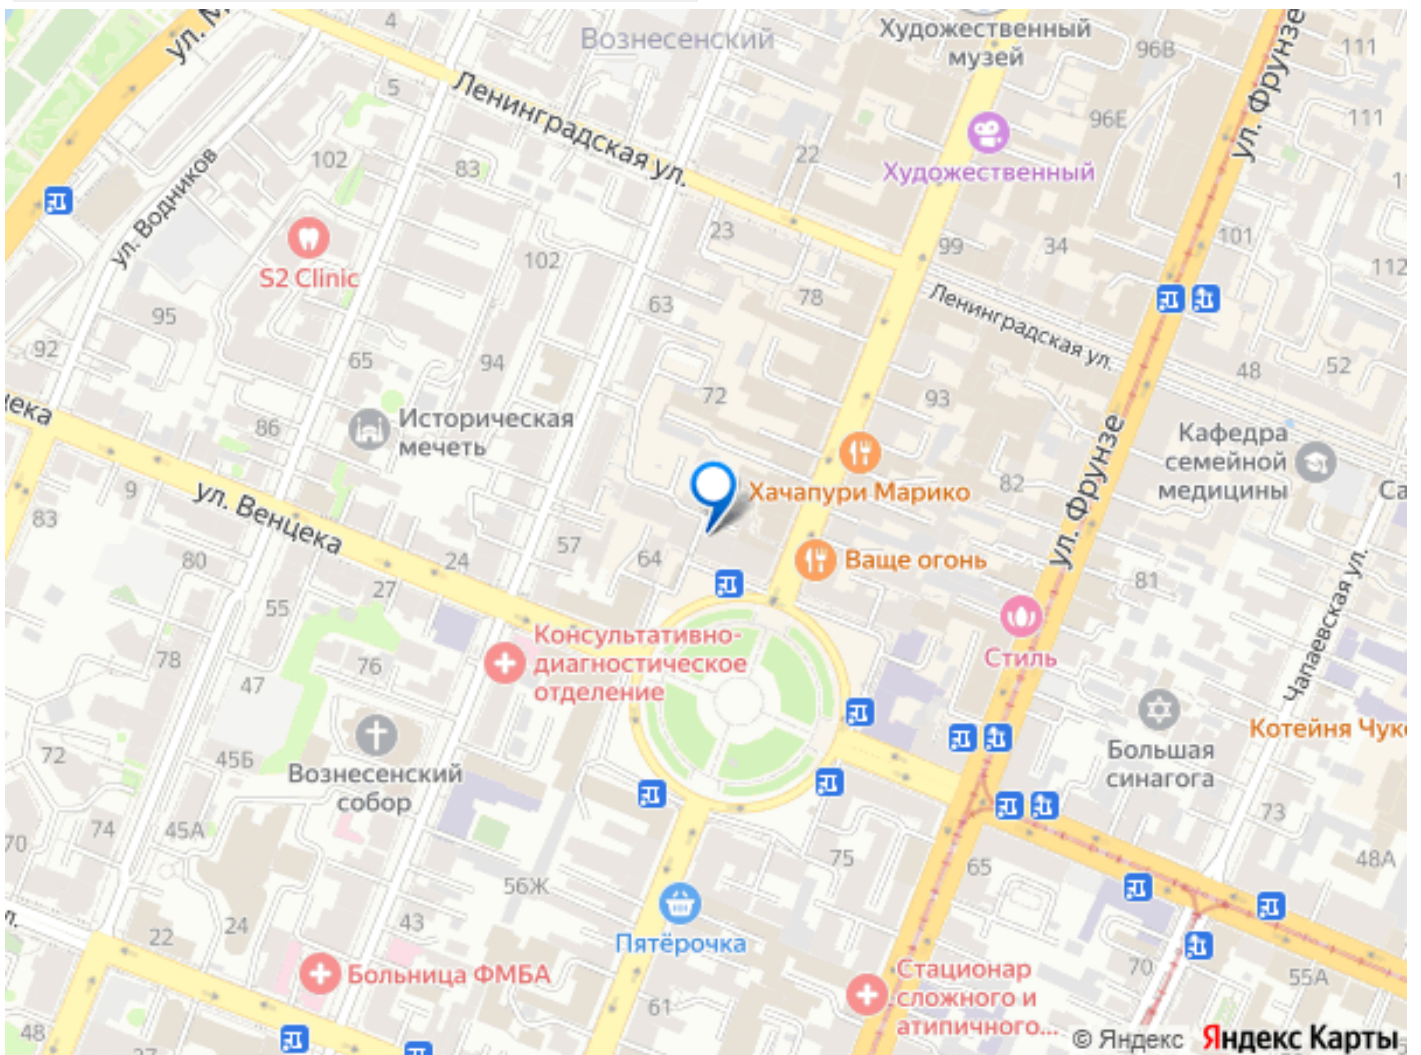 ул. М
4
Вознесенский
Художественный
музей
96В
111
ул. Фрунзе
5
Ленинградская ул.
96Е
111
102
83
22
Художественный
ул. Водников
23
99
34
101
S2 Clinic
102
112
95
63
78
Ленинградская ул.
92
65
94
72
93
48
52
86
Историческая
мечеть
Кафедра
семейной
медицины
ул. Венцека
9
83
Хачапури Марико
82
Са
ул. Фрунзе
80
24
57
64
Ваще огонь
27
81
55
Чапаевская ул.
Консультативно-
диагностическое
отделение
78
76
47
Стиль
Котейня Чук
72
45Б
Вознесенский
собор
Большая
синагога
74
45А
73
70
75
65
48А
56Ж
24
22
43
Пятёрочка
Больница ФМБА
Стационар
сложного и
атипичного...
70
55А
61
48
27
© Яндекс Яндекс Карты